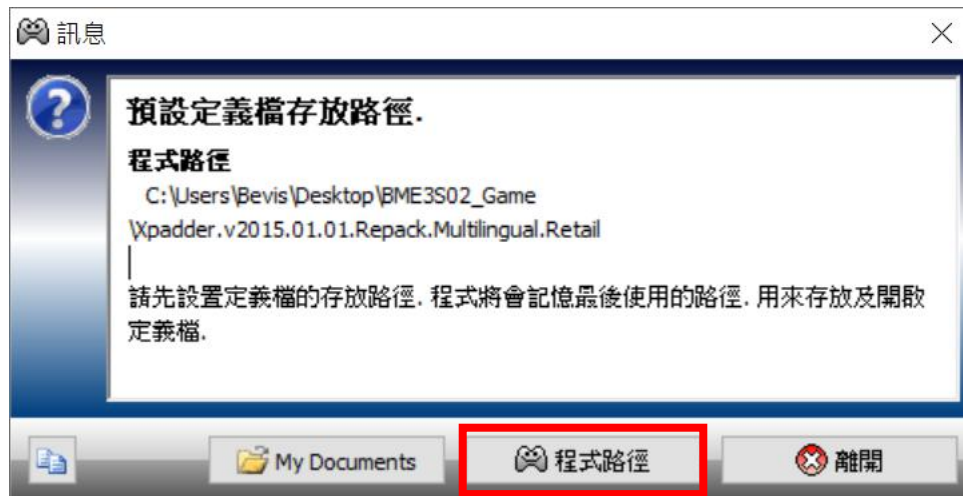 訊息
預設定義檔存放路徑.
程式路徑
C:\Users\Bevis\Desktop\BME3S02_Game
\Xpadder.v2015.01.01.Repack.Multilingual.Retail
請先設置定義檔的存放路徑. 程式將會記憶最後使用的路徑. 用來存放及開啟
定義檔.
My Documents 程式路徑 離開